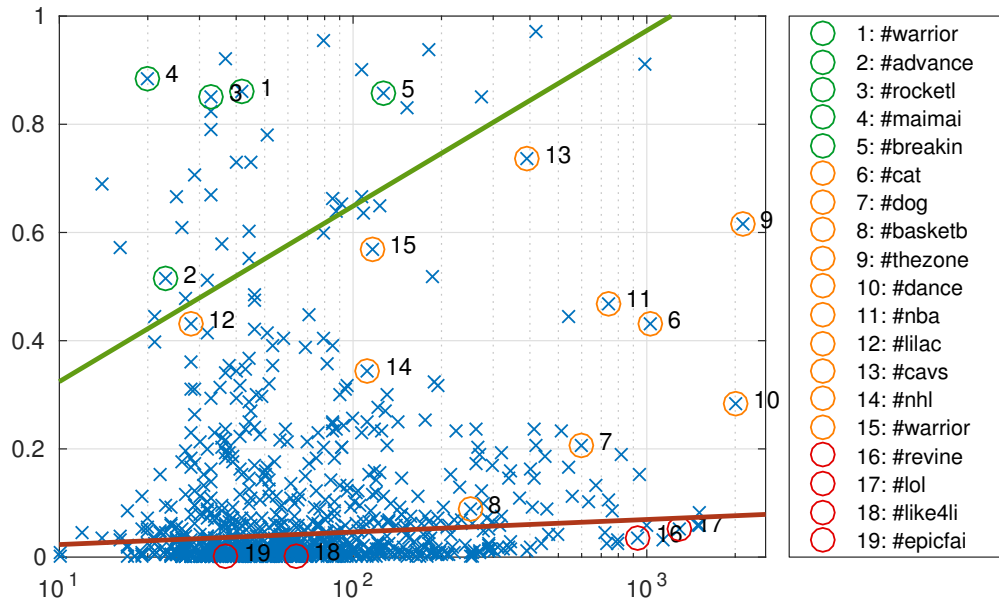 1
0.8
0.6
0.4
0.2
0
10^1
10^2
10^3
4
3
1
5
13
9
15
2
12
11
6
14
10
7
8
16
17
19
18
1: #warrior
2: #advance
3: #rocketl
4: #maimai
5: #breakin
6: #cat
7: #dog
8: #basketb
9: #thezone
10: #dance
11: #nba
12: #lilac
13: #cavs
14: #nhl
15: #warrior
16: #revine
17: #lol
18: #like4li
19: #epicfai